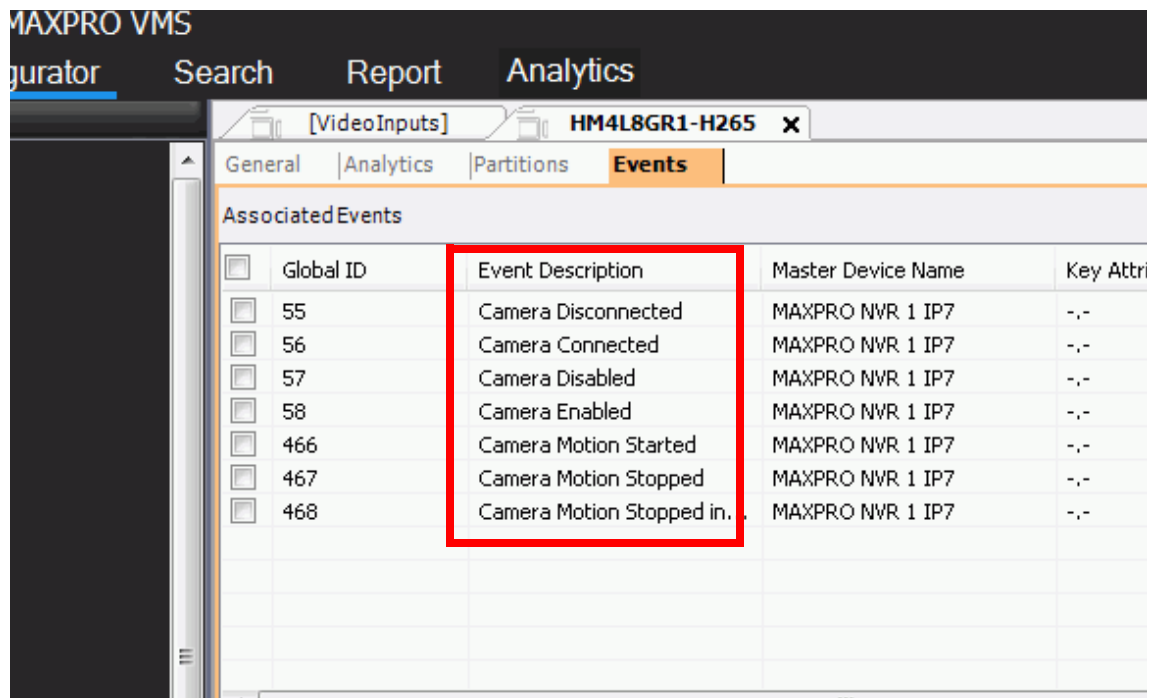 MAXPRO VMS
gurator Search Report Analytics
[VideoInputs] HM4L8GR1-H265 x
General Analytics Partitions Events
Associated Events
Global ID Event Description Master Device Name Key Attri
55 Camera Disconnected MAXPRO NVR 1 IP7 -,-
56 Camera Connected MAXPRO NVR 1 IP7 -,-
57 Camera Disabled MAXPRO NVR 1 IP7 -,-
58 Camera Enabled MAXPRO NVR 1 IP7 -,-
466 Camera Motion Started MAXPRO NVR 1 IP7 -,-
467 Camera Motion Stopped MAXPRO NVR 1 IP7 -,-
468 Camera Motion Stopped in... MAXPRO NVR 1 IP7 -,-